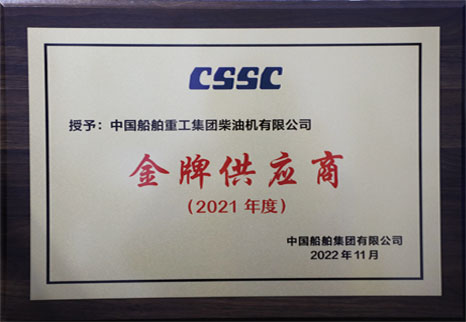 CSSC
授予：中国船舶重工集团柴油机有限公司
金牌供应商
（2021 年度）
中国船舶集团有限公司
2022 年 11 月